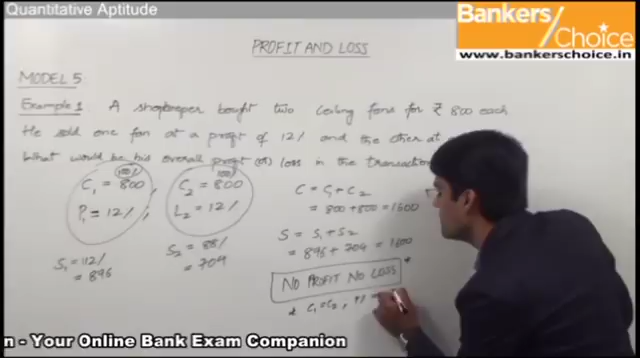 Quantitative Aptitude
Bankers
Choice
www.bankerschoice.in
PROFIT AND LOSS
MODEL 5
Example 1 A shopkeeper bought two ceiling fans for ₹ 800 each
He sold one fan at a profit of 12% and the other at
What would be his overall profit (or) loss in the transaction
100%
C₁ = 800
P₁ = 12%
100%
C₂ = 800
L₂ = 12%
S₁ = 112%
= 896
S₂ = 88%
= 704
C = C₁ + C₂
= 800 + 800 = 1600
S = S₁ + S₂
= 896 + 704 = 1600
NO PROFIT NO LOSS *
* C₁ = C₂, P% =
n - Your Online Bank Exam Companion